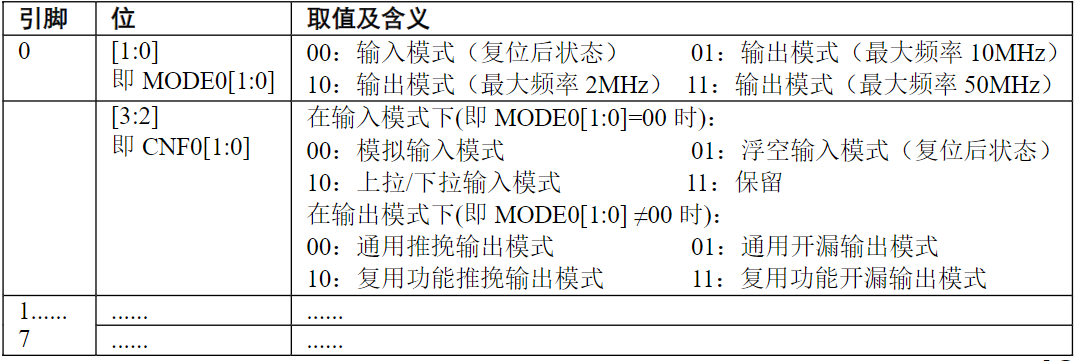 引脚 位 取值及含义
0 [1:0] 00：输入模式（复位后状态） 01：输出模式（最大频率 10MHz）
即 MODE0[1:0] 10：输出模式（最大频率 2MHz） 11：输出模式（最大频率 50MHz）
[3:2] 在输入模式下(即 MODE0[1:0]=00 时)：
即 CNF0[1:0] 00：模拟输入模式 01：浮空输入模式（复位后状态）
10：上拉/下拉输入模式 11：保留
在输出模式下(即 MODE0[1:0] ≠00 时)：
00：通用推挽输出模式 01：通用开漏输出模式
10：复用功能推挽输出模式 11：复用功能开漏输出模式
1...... ...... ......
7 ...... ......